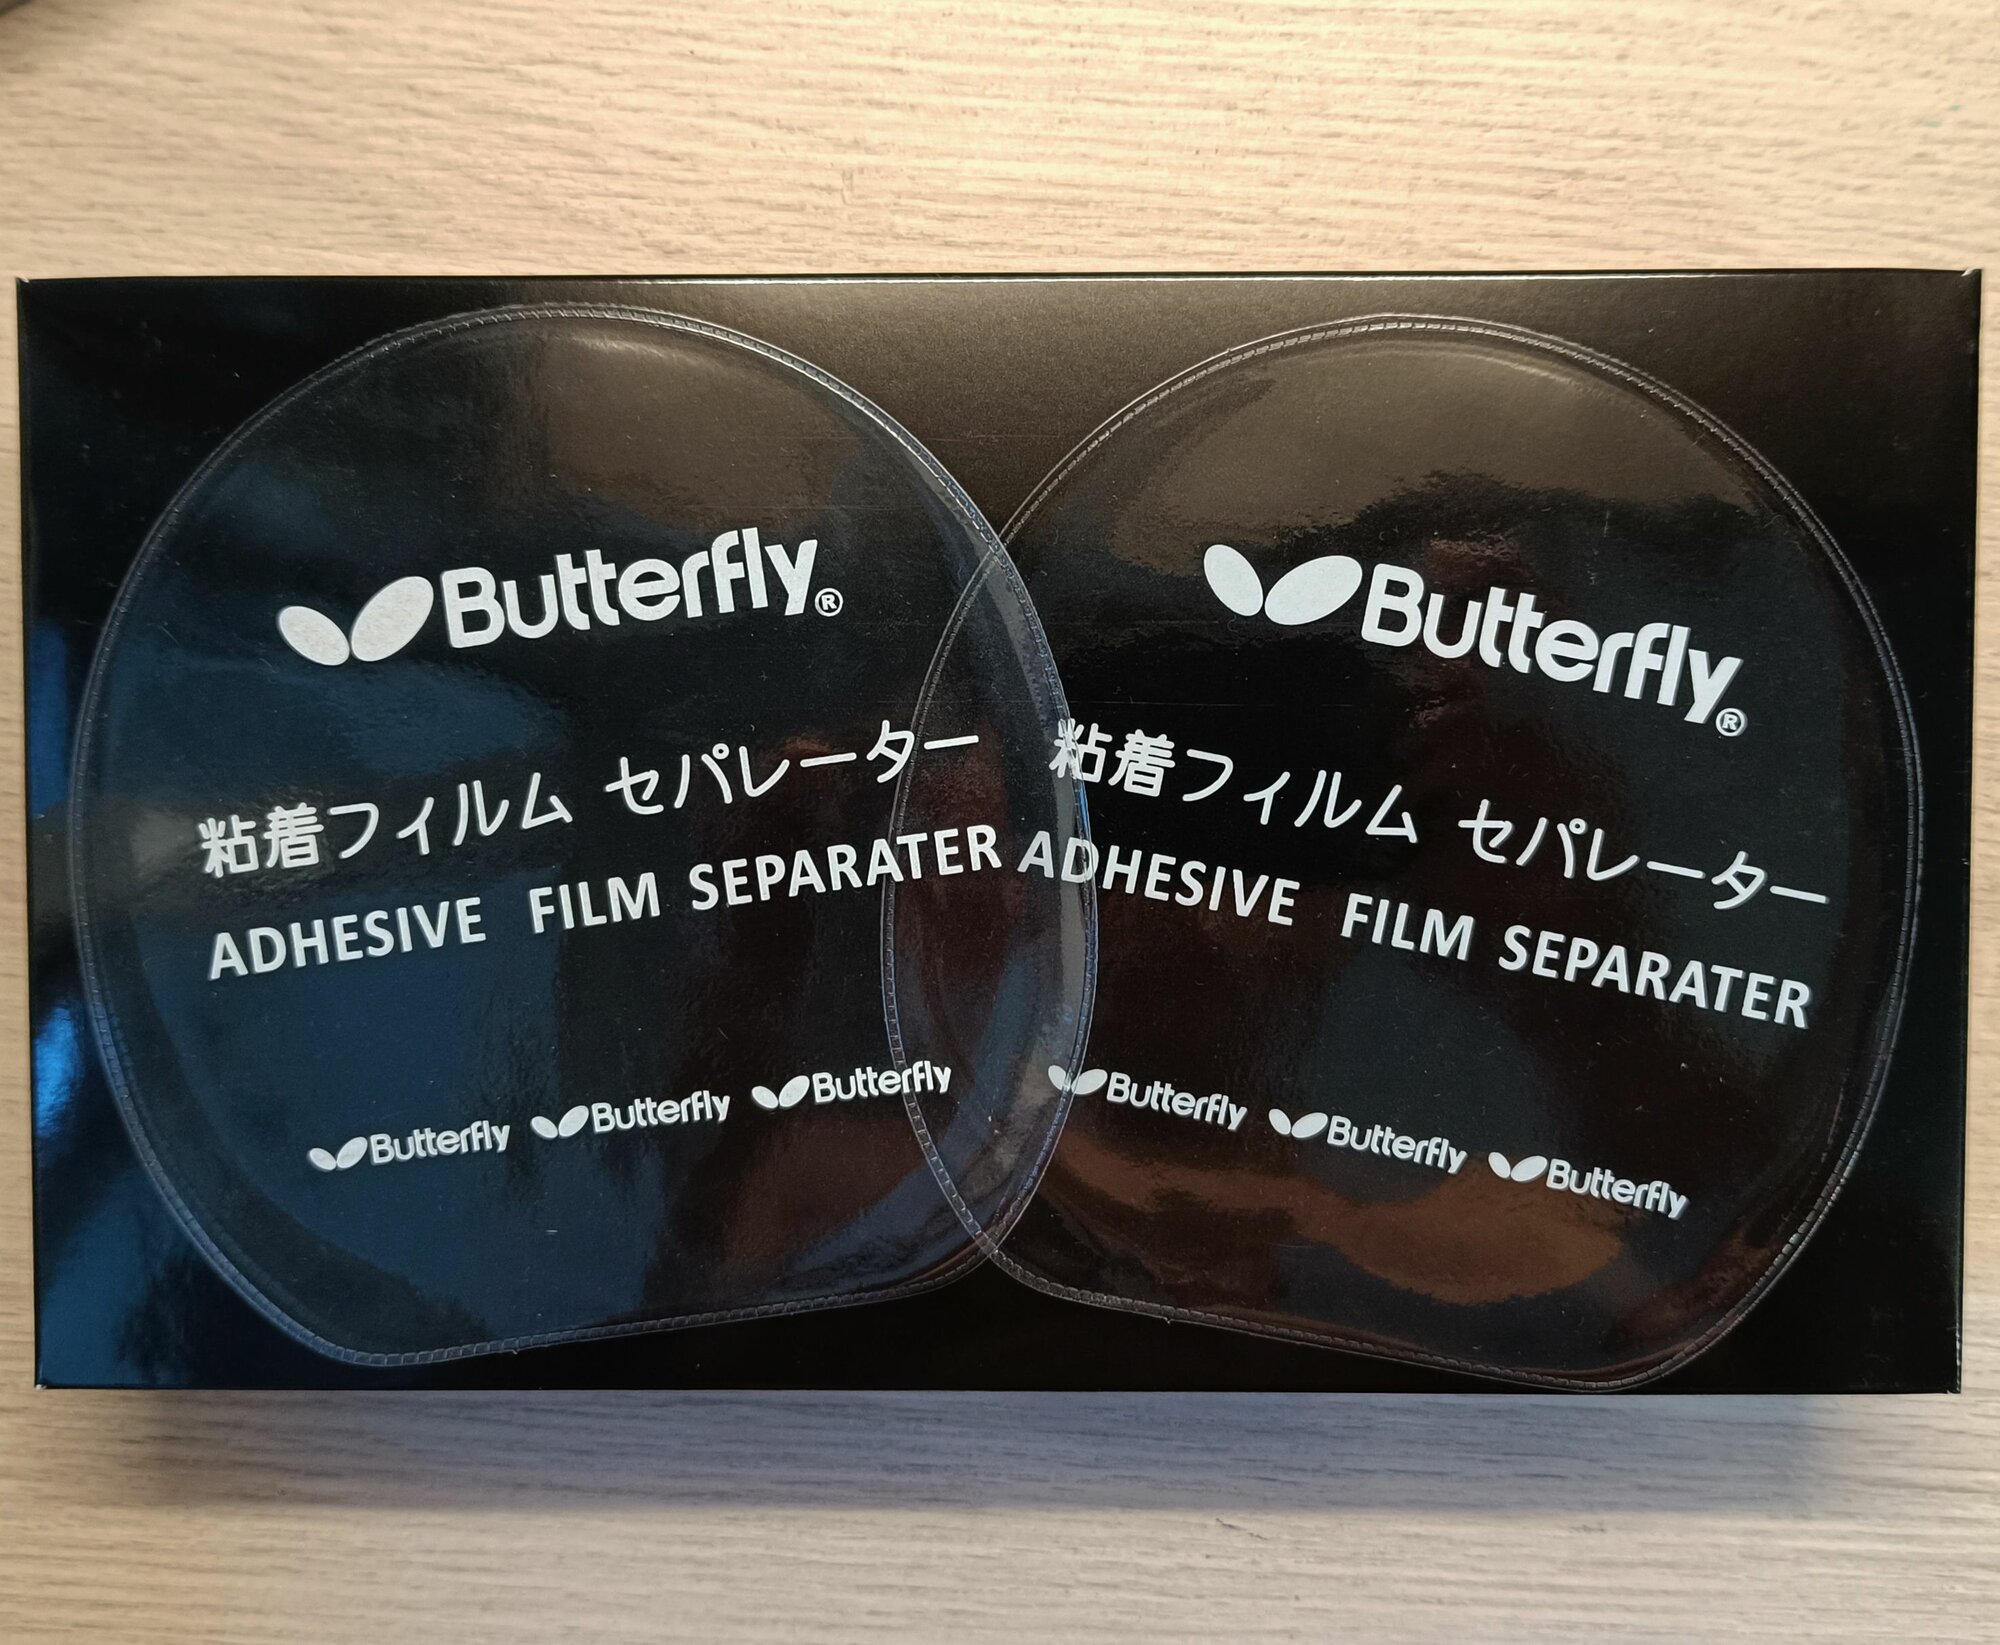 Butterfly®
粘着フィルム セパレーター
ADHESIVE FILM SEPARATER
Butterfly Butterfly Butterfly
Butterfly®
粘着フィルム セパレーター
ADHESIVE FILM SEPARATER
Butterfly Butterfly Butterfly